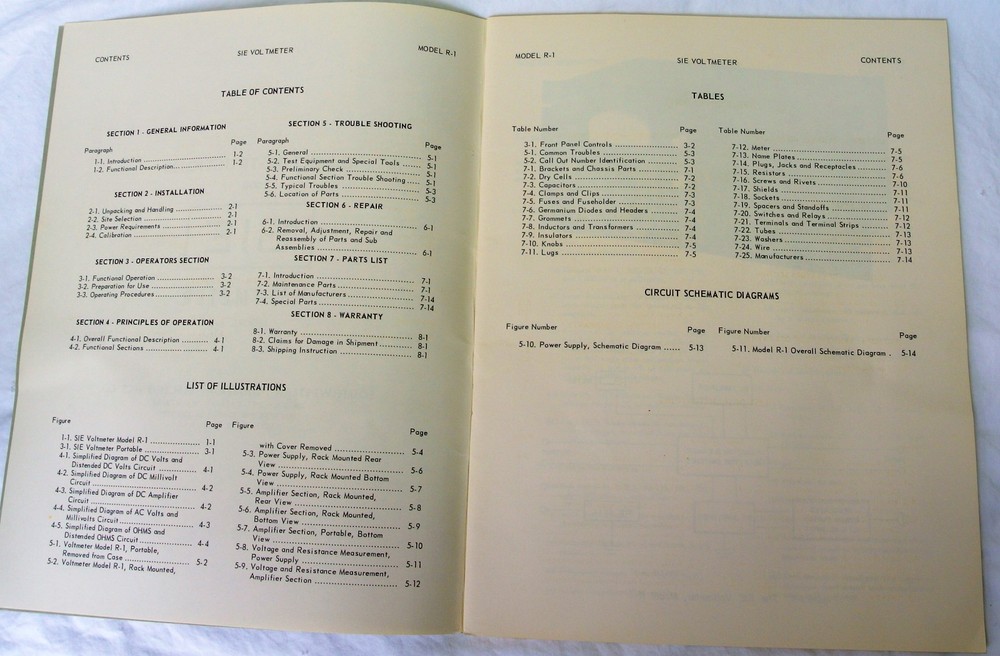 CONTENTS SIE VOLTMETER MODEL R-1
TABLE OF CONTENTS
SECTION 1 - GENERAL INFORMATION
Paragraph Page
1-1. Introduction ........................ 1-2
1-2. Functional Description............... 1-2
SECTION 2 - INSTALLATION
2-1. Unpacking and Handling ............... 2-1
2-2. Site Selection ....................... 2-1
2-3. Power Requirements ................... 2-1
2-4. Calibration .......................... 2-1
SECTION 3 - OPERATORS SECTION
3-1. Functional Operation ................. 3-2
3-2. Preparation for Use .................. 3-2
3-3. Operating Procedures.................. 3-2
SECTION 4 - PRINCIPLES OF OPERATION
4-1. Overall Functional Description ....... 4-1
4-2. Functional Sections .................. 4-1
SECTION 5 - TROUBLE SHOOTING
Paragraph Page
5-1. General .............................. 5-1
5-2. Test Equipment and Special Tools ..... 5-1
5-3. Preliminary Check .................... 5-1
5-4. Functional Section Trouble Shooting .... 5-1
5-5. Typical Troubles ..................... 5-3
5-6. Location of Parts .................... 5-3
SECTION 6 - REPAIR
6-1. Introduction ......................... 6-1
6-2. Removal, Adjustment, Repair and
Reassembly of Parts and Sub
Assemblies ........................... 6-1
SECTION 7 - PARTS LIST
7-1. Introduction ......................... 7-1
7-2. Maintenance Parts .................... 7-1
7-3. List of Manufacturers ................ 7-14
7-4. Special Parts ........................ 7-14
SECTION 8 - WARRANTY
8-1. Warranty ............................. 8-1
8-2. Claims for Damage in Shipment......... 8-1
8-3. Shipping Instruction ................. 8-1
LIST OF ILLUSTRATIONS
Figure Page
1-1. SIE Voltmeter Model R-1 .............. 1-1
3-1. SIE Voltmeter Portable ............... 3-1
4-1. Simplified Diagram of DC Volts and
Distended DC Volts Circuit ........... 4-1
4-2. Simplified Diagram of DC Millivolt
Circuit .............................. 4-2
4-3. Simplified Diagram of DC Amplifier
Circuit .............................. 4-2
4-4. Simplified Diagram of AC Volts and
Millivolts Circuit.................... 4-3
4-5. Simplified Diagram of OHMS and
Distended OHMS Circuit ............... 4-4
5-1. Voltmeter Model R-1, Portable,
Removed from Case .................... 5-2
5-2. Voltmeter Model R-1, Rack Mounted,
Figure Page
with Cover Removed ................... 5-4
5-3. Power Supply, Rack Mounted Rear
View ................................. 5-6
5-4. Power Supply, Rack Mounted Bottom
View ................................. 5-7
5-5. Amplifier Section, Rack Mounted,
Rear View ............................ 5-8
5-6. Amplifier Section, Rack Mounted,
Bottom View .......................... 5-9
5-7. Amplifier Section, Portable, Bottom
View ................................. 5-10
5-8. Voltage and Resistance Measurement,
Power Supply ......................... 5-11
5-9. Voltage and Resistance Measurement,
Amplifier Section .................... 5-12
MODEL R-1 SIE VOLTMETER CONTENTS
TABLES
Table Number Page
3-1. Front Panel Controls ................. 3-2
5-1. Common Troubles ...................... 5-3
5-2. Call Out Number Identification ....... 5-3
7-1. Brackets and Chassis Parts ........... 7-1
7-2. Dry Cells ............................ 7-2
7-3. Capacitors ........................... 7-2
7-4. Clamps and Clips ..................... 7-3
7-5. Fuses and Fuseholder ................. 7-3
7-6. Germanium Diodes and Headers ......... 7-4
7-7. Grommets ............................. 7-4
7-8. Inductors and Transformers ........... 7-4
7-9. Insulators ........................... 7-4
7-10. Knobs ............................... 7-5
7-11. Lugs ................................ 7-5
Table Number Page
7-12. Meter ............................... 7-5
7-13. Name Plates ......................... 7-5
7-14. Plugs, Jacks and Receptacles ........ 7-6
7-15. Resistors ........................... 7-6
7-16. Screws and Rivets ................... 7-10
7-17. Shields ............................. 7-11
7-18. Sockets ............................. 7-11
7-19. Spacers and Standoffs ............... 7-11
7-20. Switches and Relays ................. 7-12
7-21. Terminals and Terminal Strips ....... 7-12
7-22. Tubes ............................... 7-13
7-23. Washers ............................. 7-13
7-24. Wire ................................ 7-13
7-25. Manufacturers ....................... 7-14
CIRCUIT SCHEMATIC DIAGRAMS
Figure Number Page Figure Number Page
5-10. Power Supply, Schematic Diagram ...... 5-13 5-11. Model R-1 Overall Schematic Diagram . 5-14